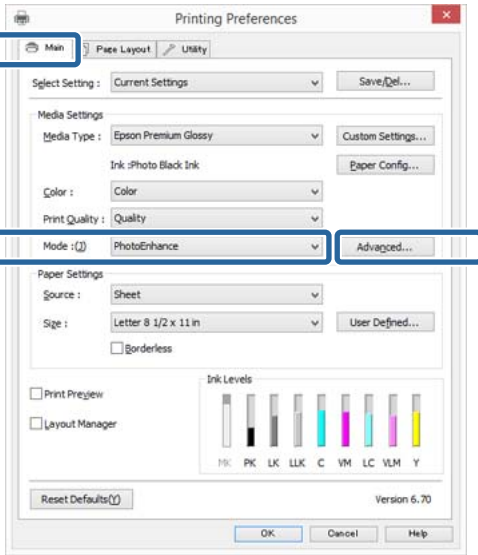 Printing Preferences
Main Page Layout Utility
Select Setting : Current Settings Save/Del...
Media Settings
Media Type : Epson Premium Glossy Custom Settings...
Ink :Photo Black Ink Paper Config...
Color : Color
Print Quality : Quality
Mode :(J) PhotoEnhance Advanced...
Paper Settings
Source : Sheet
Size : Letter 8 1/2 x 11 in User Defined...
Borderless
Ink Levels
Print Preview
Layout Manager
MK PK LK LLK C VM LC VLM Y
Reset Defaults(Y) Version 6.70
OK Cancel Help